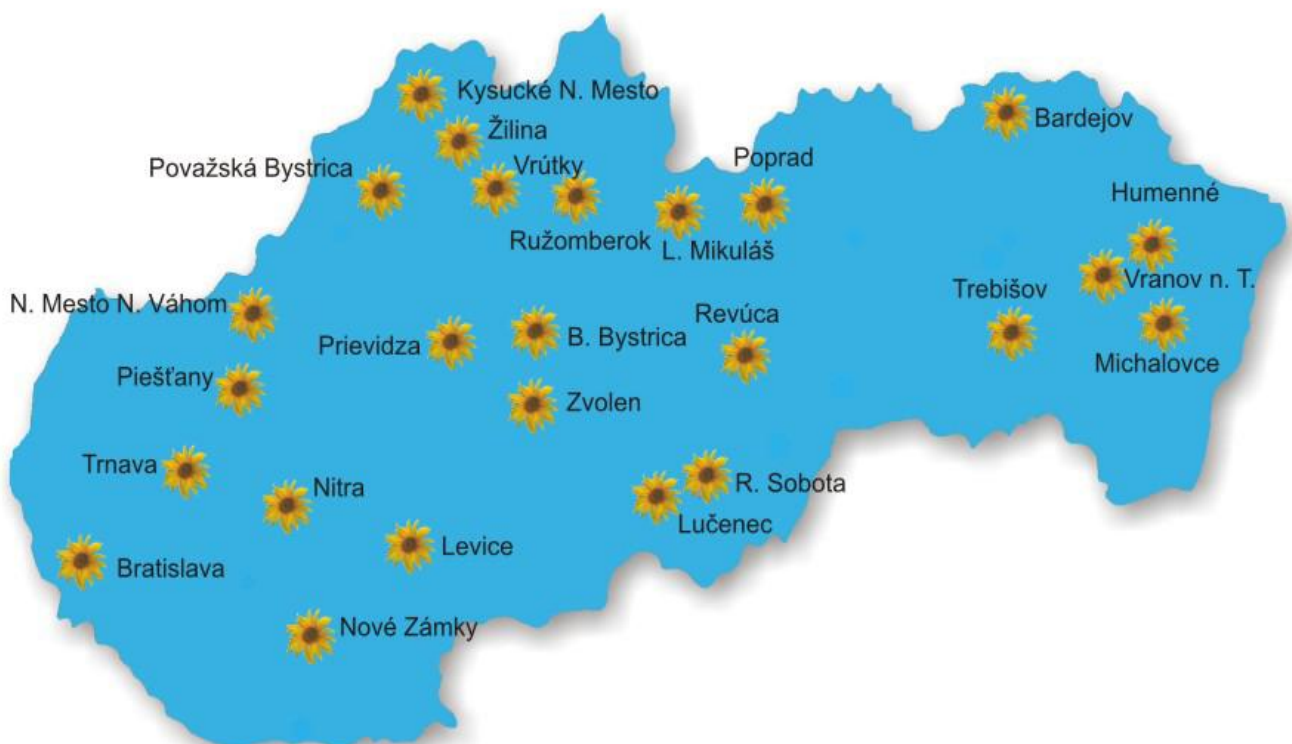 Kysucké N. Mesto
Bardejov
Žilina
Poprad
Považská Bystrica
Vrútky
Humenné
Ružomberok
L. Mikuláš
Vranov n. T.
Trebišov
N. Mesto N. Váhom
Revúca
Prievidza
B. Bystrica
Michalovce
Piešťany
Zvolen
Trnava
Nitra
R. Sobota
Lučenec
Levice
Bratislava
Nové Zámky